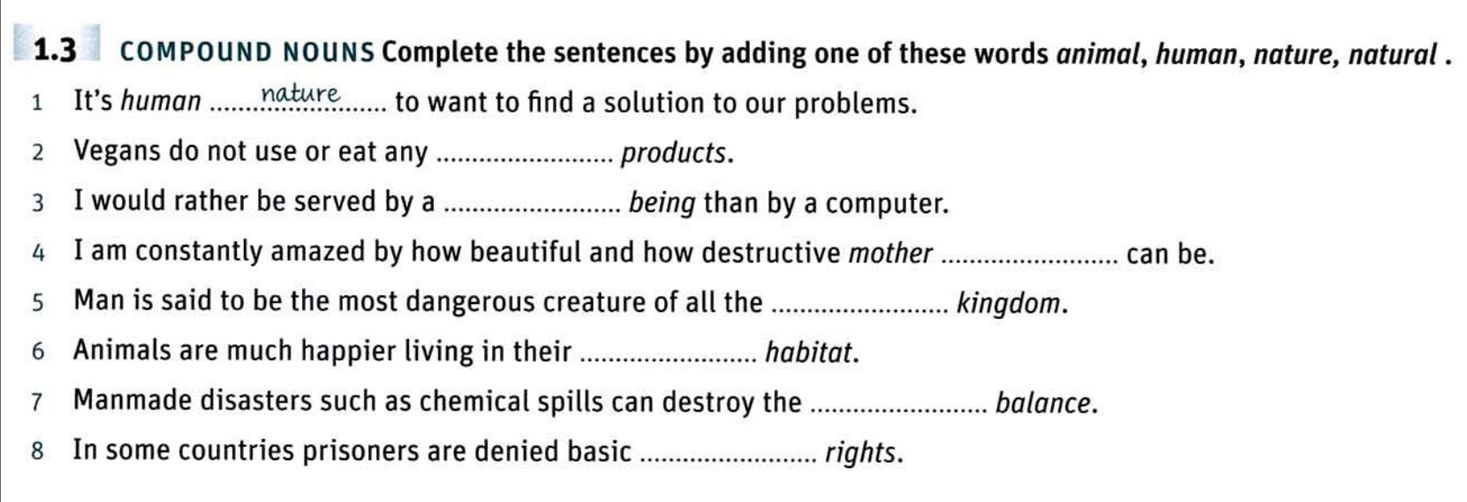 1.3 COMPOUND NOUNS Complete the sentences by adding one of these words animal, human, nature, natural .
1 It's human ......nature...... to want to find a solution to our problems.
2 Vegans do not use or eat any ......................... products.
3 I would rather be served by a ......................... being than by a computer.
4 I am constantly amazed by how beautiful and how destructive mother ......................... can be.
5 Man is said to be the most dangerous creature of all the ......................... kingdom.
6 Animals are much happier living in their ......................... habitat.
7 Manmade disasters such as chemical spills can destroy the ......................... balance.
8 In some countries prisoners are denied basic ......................... rights.